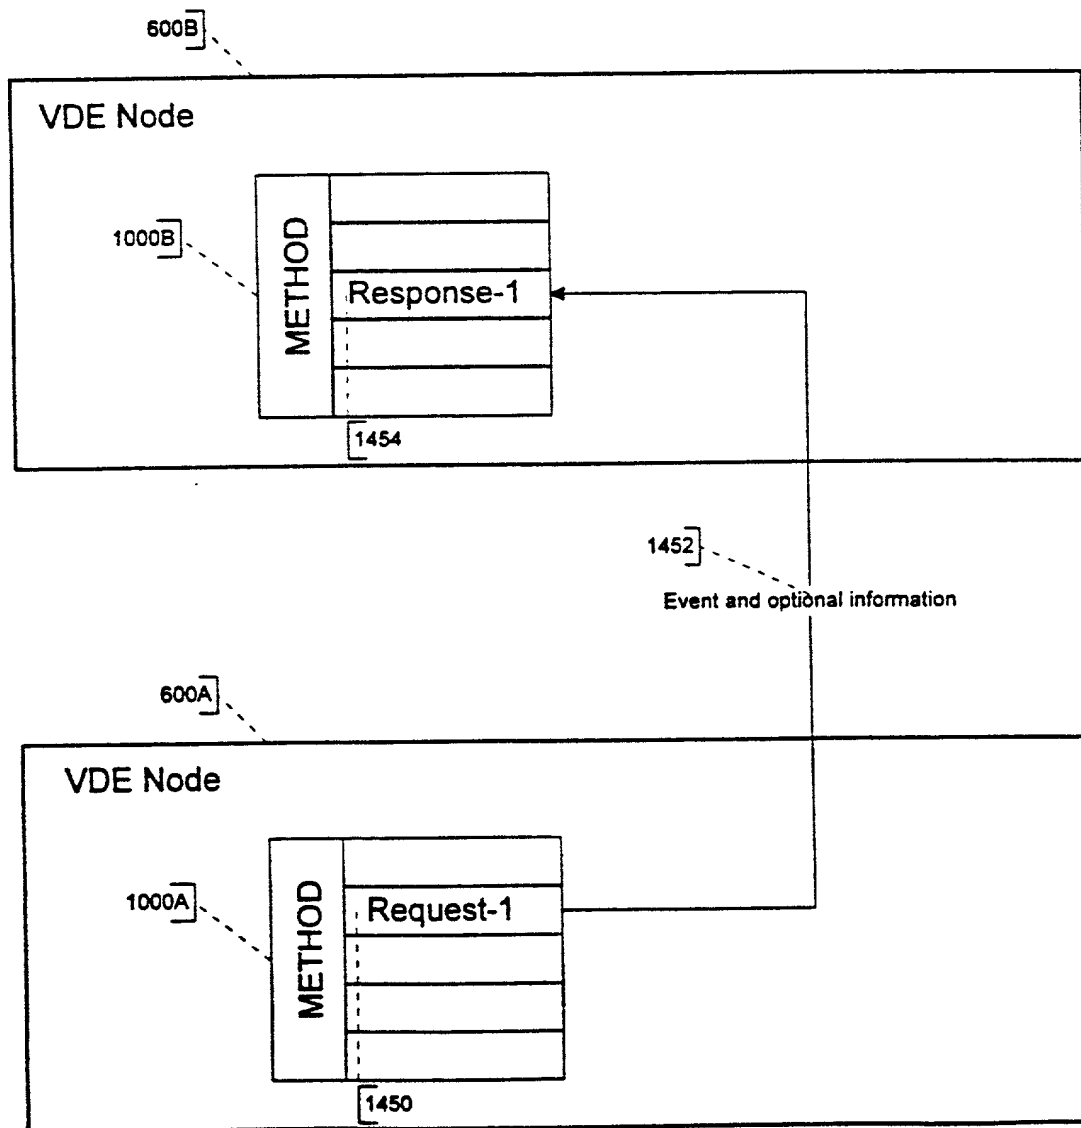 600B
VDE Node
1000B
METHOD
Response-1
1454
1452
Event and optional information
600A
VDE Node
1000A
METHOD
Request-1
1450